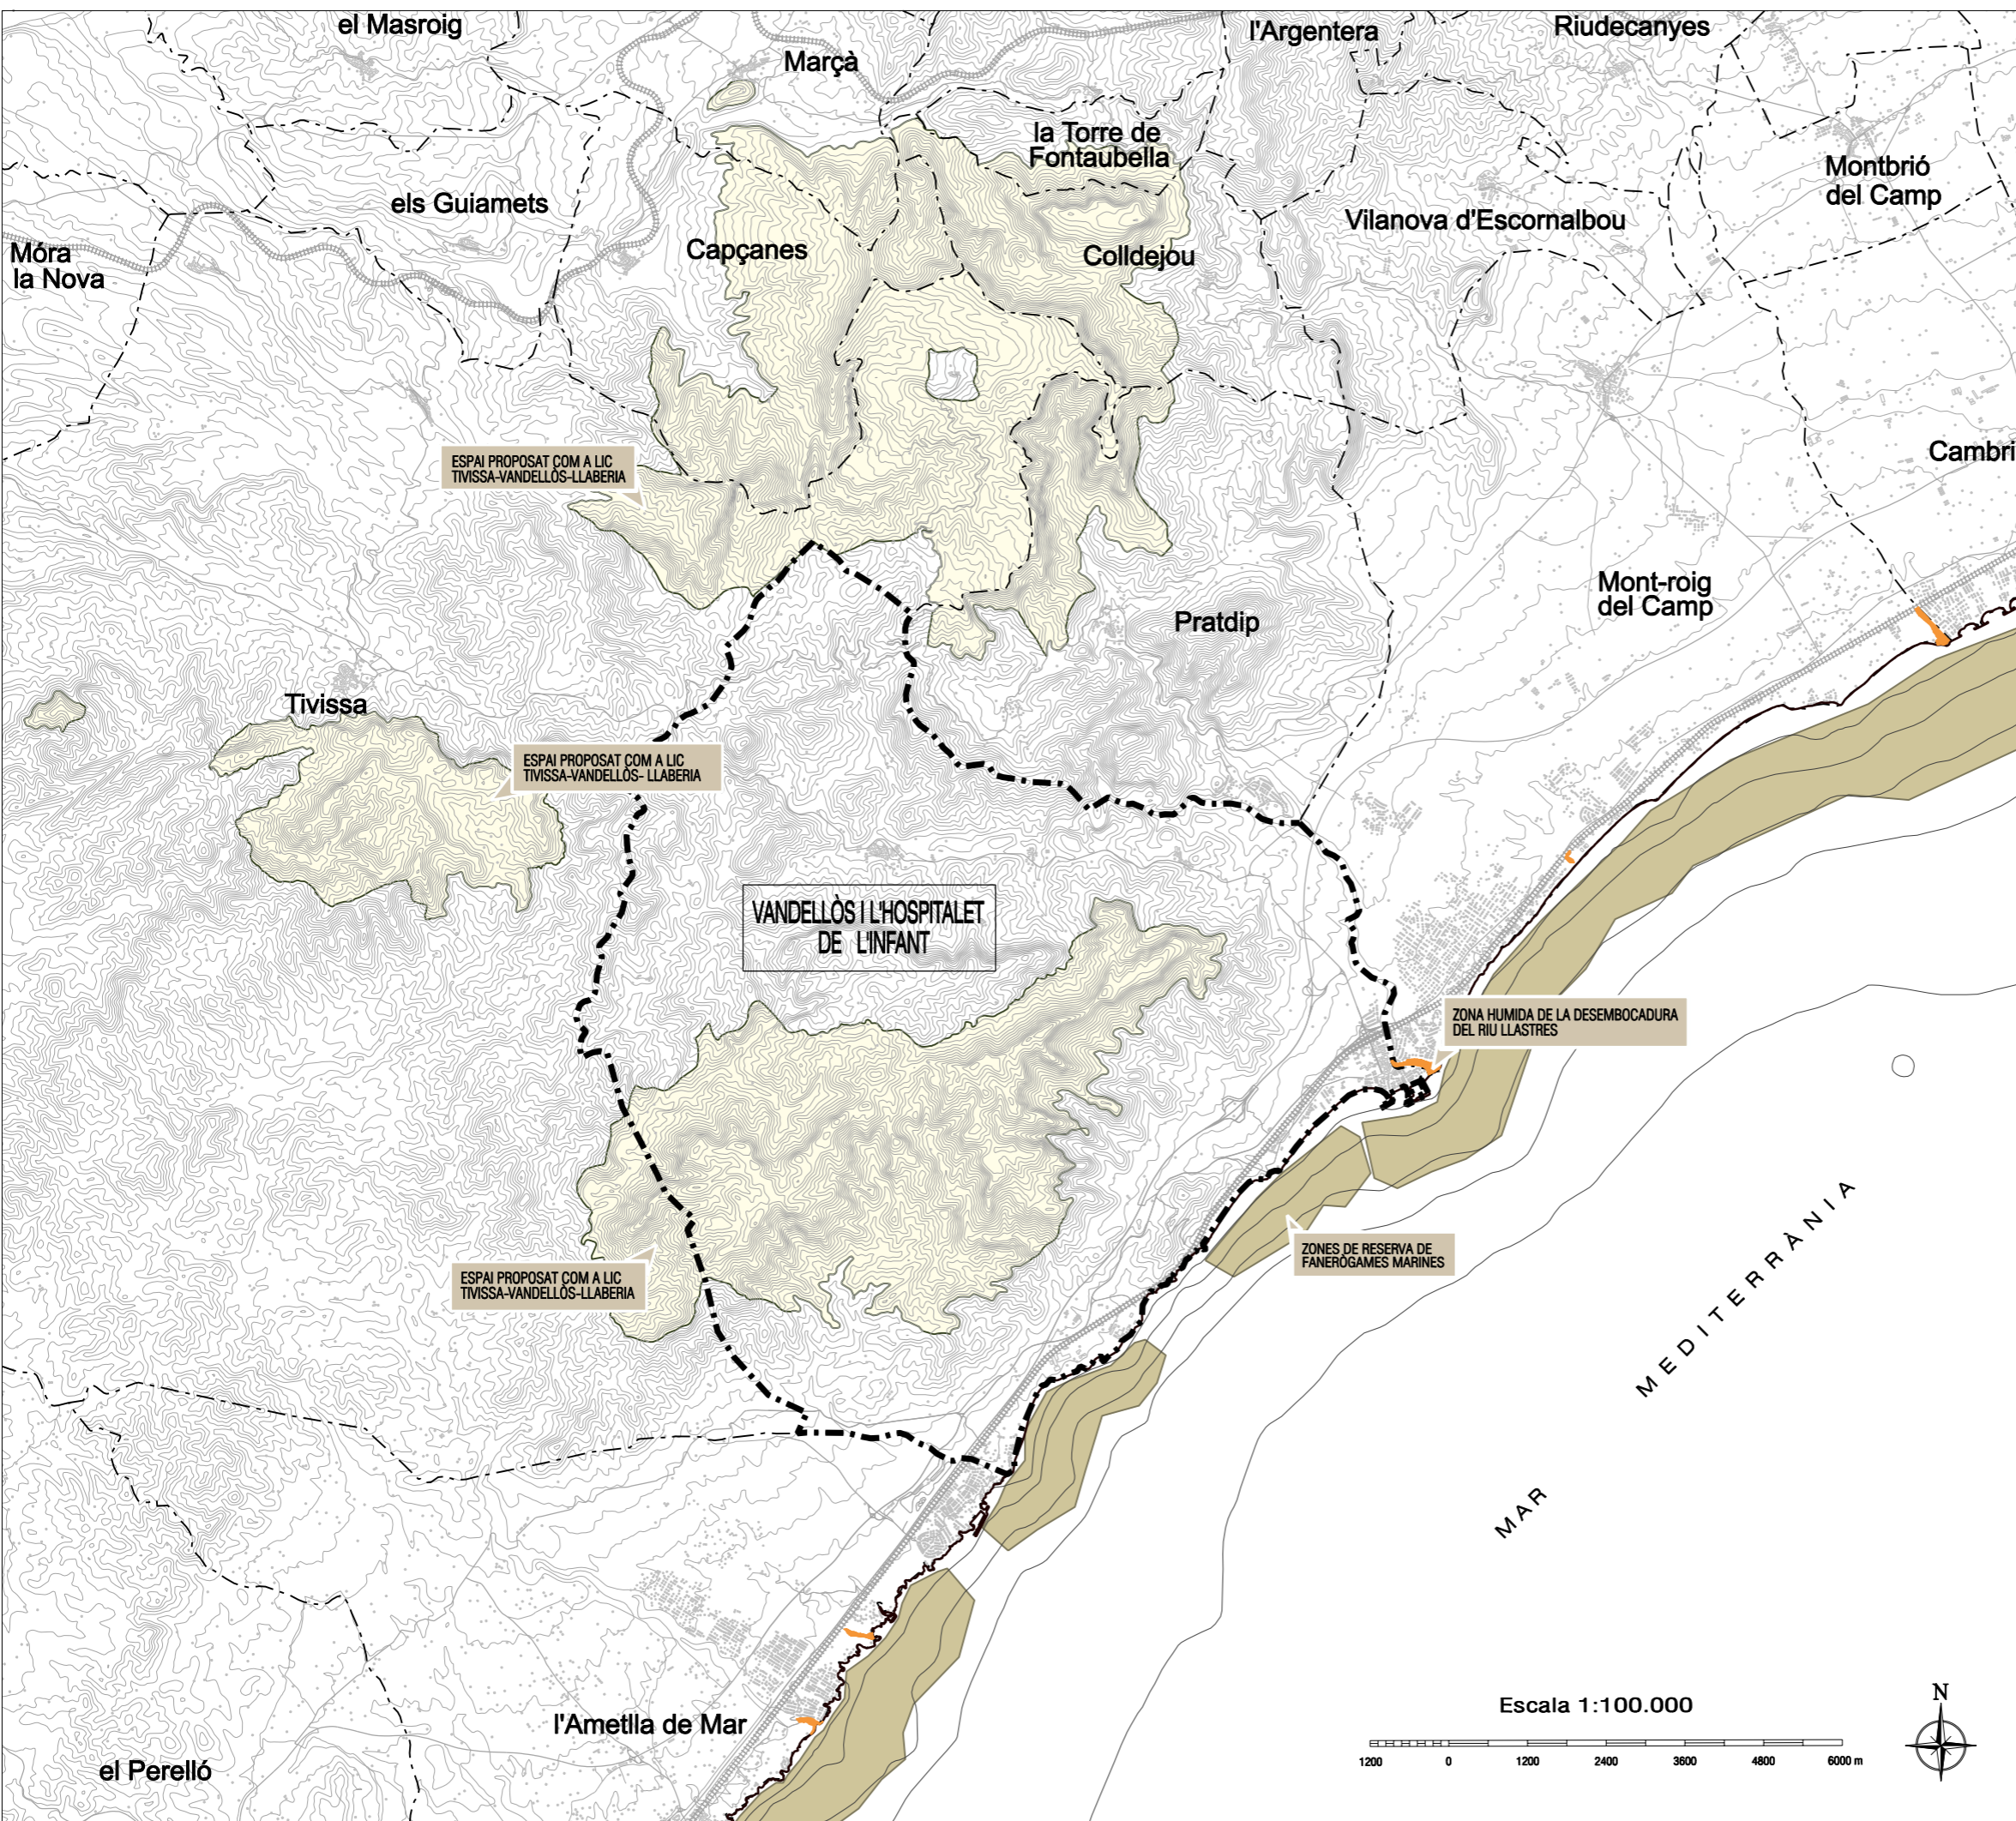 el Masroig
Marçà
l'Argentera
Riudecanyes
la Torre de
Fontaubella
Montbrió
del Camp
els Guiamets
Vilanova d'Escornalbou
Capçanes
Colldejou
Móra
la Nova
Cambri
ESPAI PROPOSAT COM A LIC
TIVISSA-VANDELLÒS-LLABERIA
Mont-roig
del Camp
Pratdip
Tivissa
ESPAI PROPOSAT COM A LIC
TIVISSA-VANDELLÒS- LLABERIA
VANDELLÒS I L'HOSPITALET
DE L'INFANT
ZONA HUMIDA DE LA DESEMBOCADURA
DEL RIU LLASTRES
ZONES DE RESERVA DE
FANERÒGAMES MARINES
ESPAI PROPOSAT COM A LIC
TIVISSA-VANDELLÒS-LLABERIA
MAR MEDITERRÀNIA
l'Ametlla de Mar
el Perelló
Escala 1:100.000
1200 0 1200 2400 3600 4800 6000 m
N